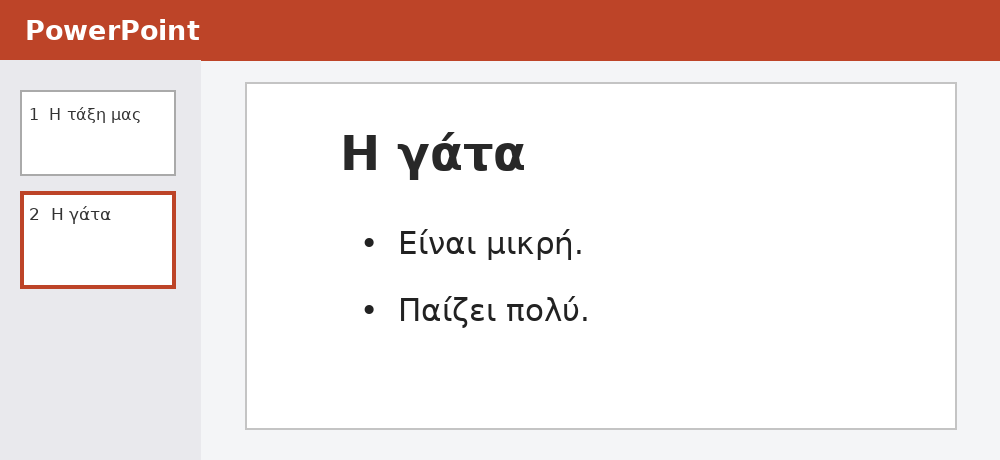 PowerPoint
1 Η τάξη μας
2 Η γάτα
Η γάτα
• Είναι μικρή.
• Παίζει πολύ.